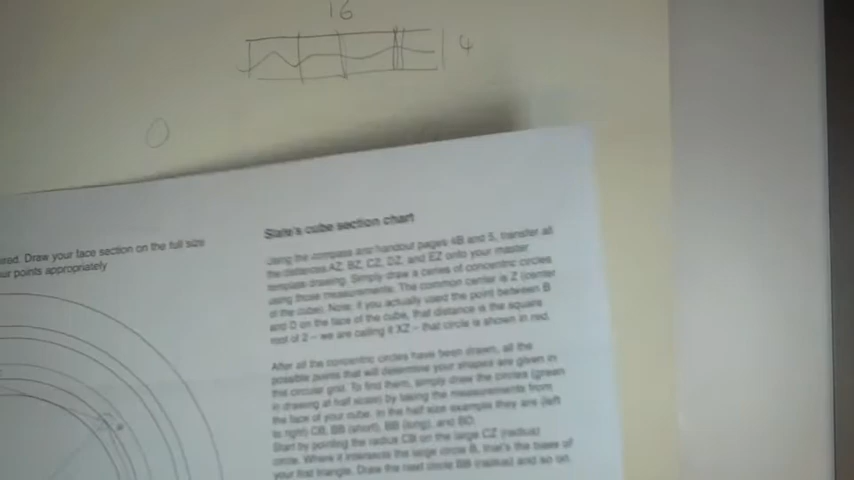 16
4
ired. Draw your face section on the full size
ur points appropriately
Slate's cube section chart
Using the compass and handout pages 4B and 5, transfer all
the distances AZ, BZ, CZ, DZ, and EZ onto your master
template drawing. Simply draw a series of concentric circles
using those measurements. The common center is Z (center
of the cube). Now, if you actually used the point between B
and D on the face of the cube, that distance is the square
root of 2 – we are calling it XZ – that circle is shown in red.
After all the concentric circles have been drawn, all the
possible points that will determine your shapes are given in
this circular grid. To find them, simply draw the circles (green
in drawing at half scale) by taking the measurements from
the face of your cube. In the half size example they are (left
to right) CB, BB (short), BB (long), and BD.
Start by pointing the radius CB on the large CZ (radius)
circle. Where it intersects the large circle B, that's the base of
your first triangle. Draw the next circle BB (radius) and so on.